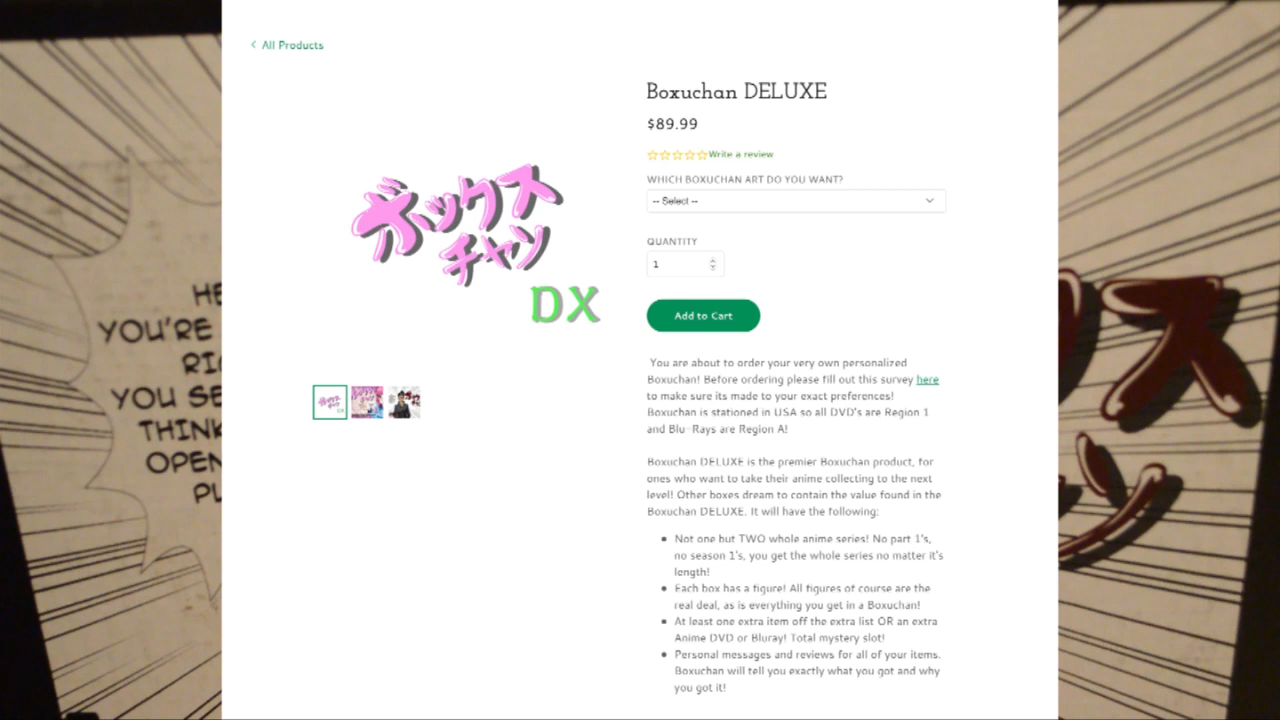 All Products
Boxuchan DELUXE
$89.99
Write a review
WHICH BOXUCHAN ART DO YOU WANT?
-- Select --
QUANTITY
1
Add to Cart
You are about to order your very own personalized
Boxuchan! Before ordering please fill out this survey here
to make sure its made to your exact preferences!
Boxuchan is stationed in USA so all DVD's are Region 1
and Blu-Rays are Region A!
Boxuchan DELUXE is the premier Boxuchan product, for
ones who want to take their anime collecting to the next
level! Other boxes dream to contain the value found in the
Boxuchan DELUXE. It will have the following:
Not one but TWO whole anime series! No part 1's,
no season 1's, you get the whole series no matter it's
length!
Each box has a figure! All figures of course are the
real deal, as is everything you get in a Boxuchan!
At least one extra item off the extra list OR an extra
Anime DVD or Bluray! Total mystery slot!
Personal messages and reviews for all of your items.
Boxuchan will tell you exactly what you got and why
you got it!
ボックス
チャン
DX
YOU'RE
YOU
THINK
ス
ン